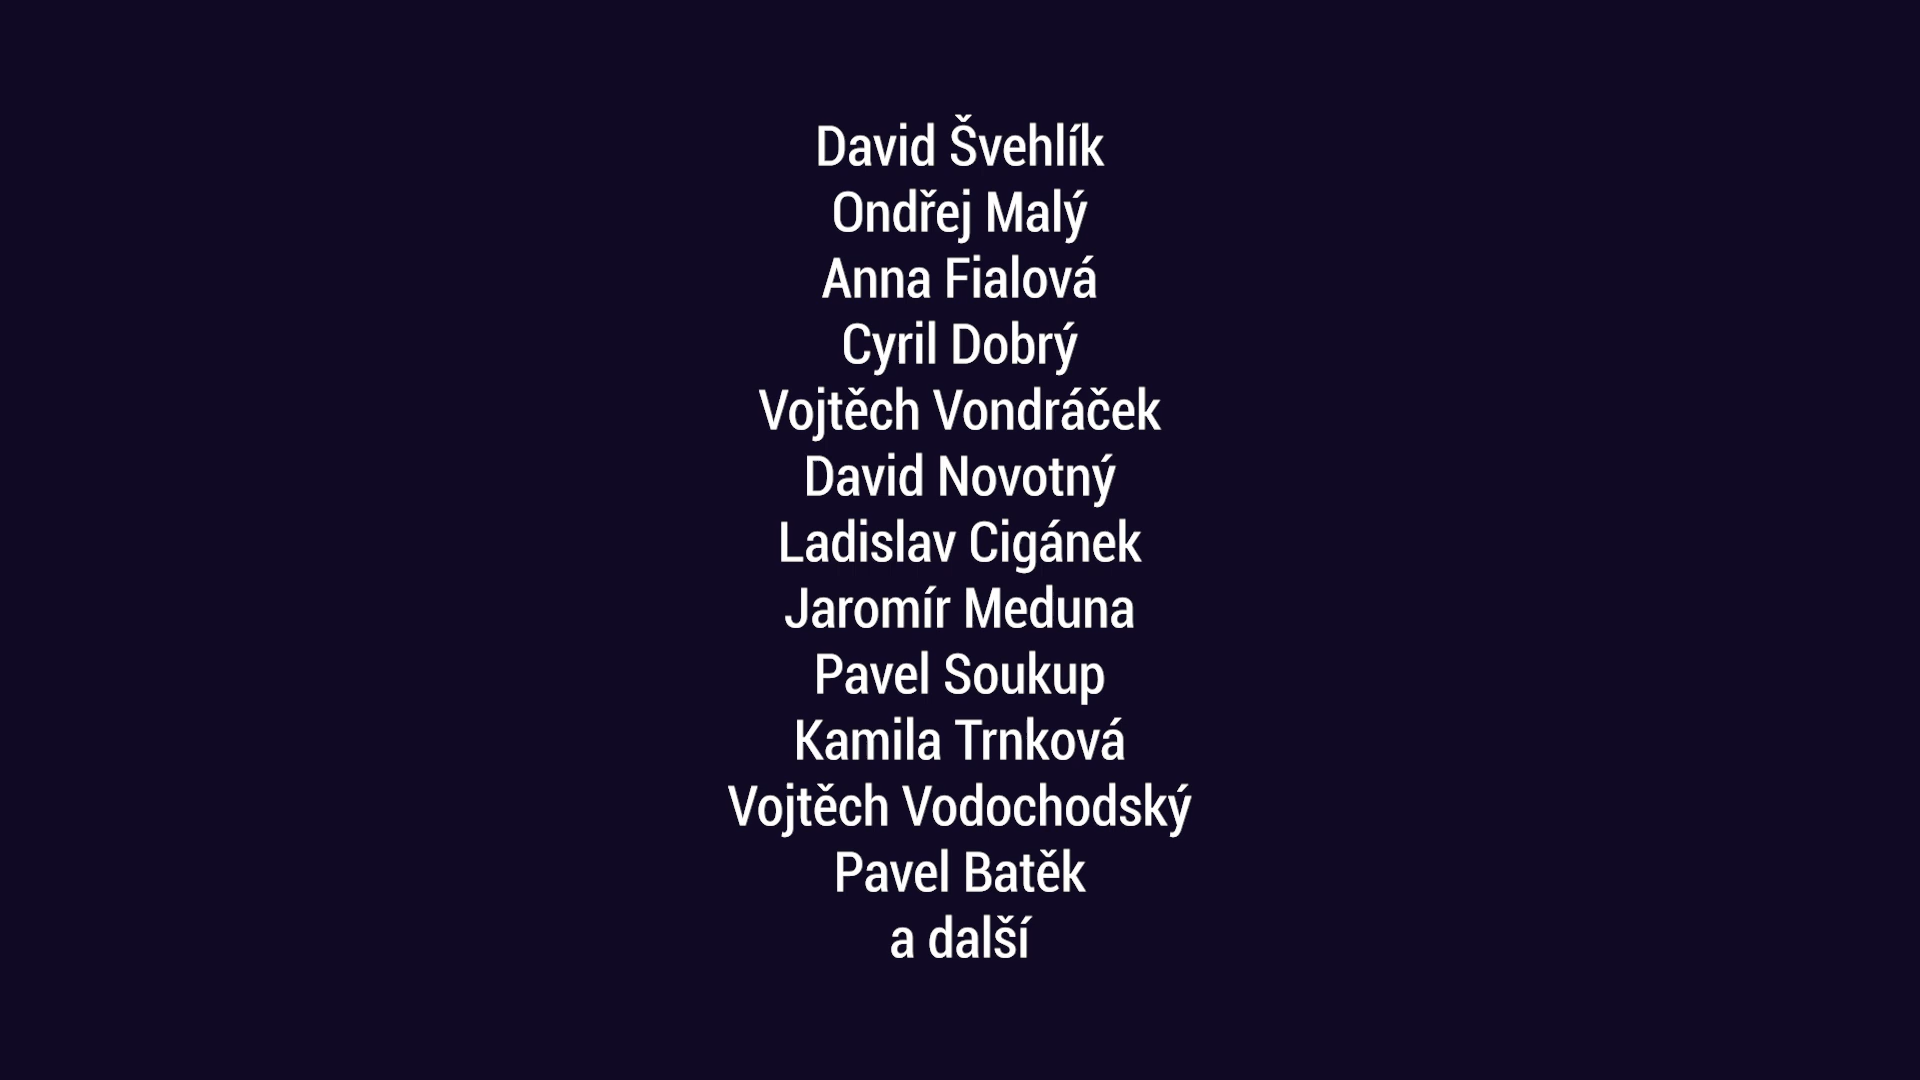 David Švehlík
Ondřej Malý
Anna Fialová
Cyril Dobrý
Vojtěch Vondráček
David Novotný
Ladislav Cigánek
Jaromír Meduna
Pavel Soukup
Kamila Trnková
Vojtěch Vodochodský
Pavel Batěk
a další